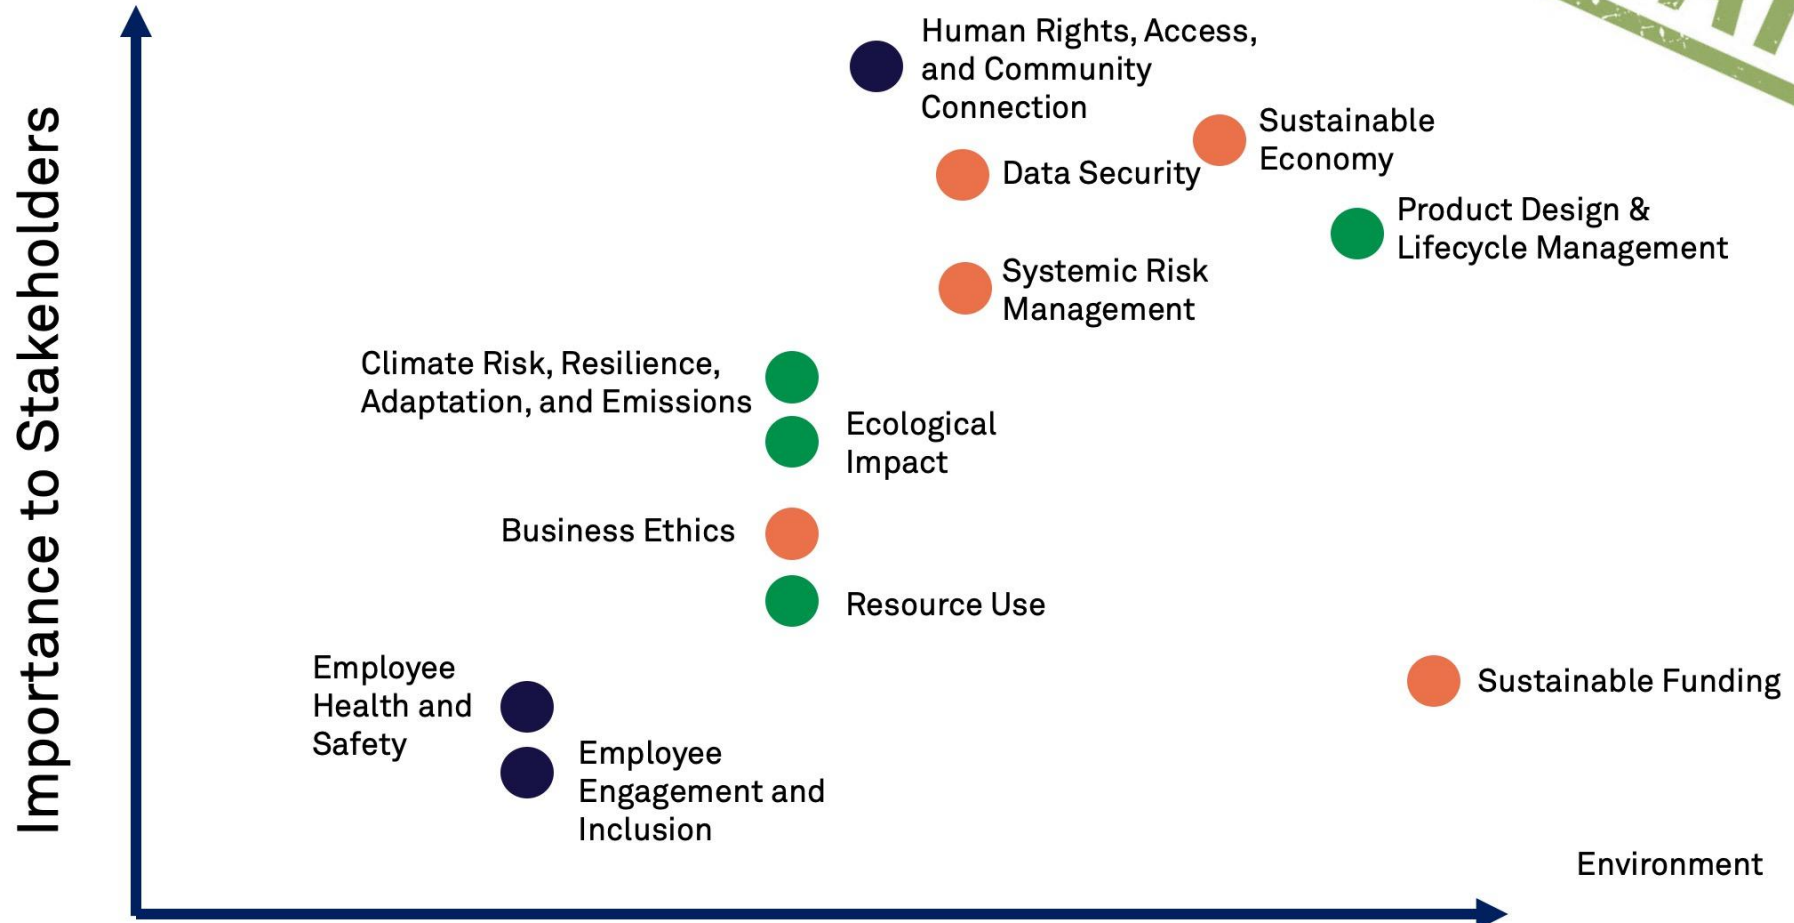 Importance to Stakeholders
Human Rights, Access,
and Community
Connection
Sustainable
Economy
Data Security
Product Design &
Lifecycle Management
Systemic Risk
Management
Climate Risk, Resilience,
Adaptation, and Emissions
Ecological
Impact
Business Ethics
Resource Use
Employee
Health and
Safety
Sustainable Funding
Employee
Engagement and
Inclusion
Environment